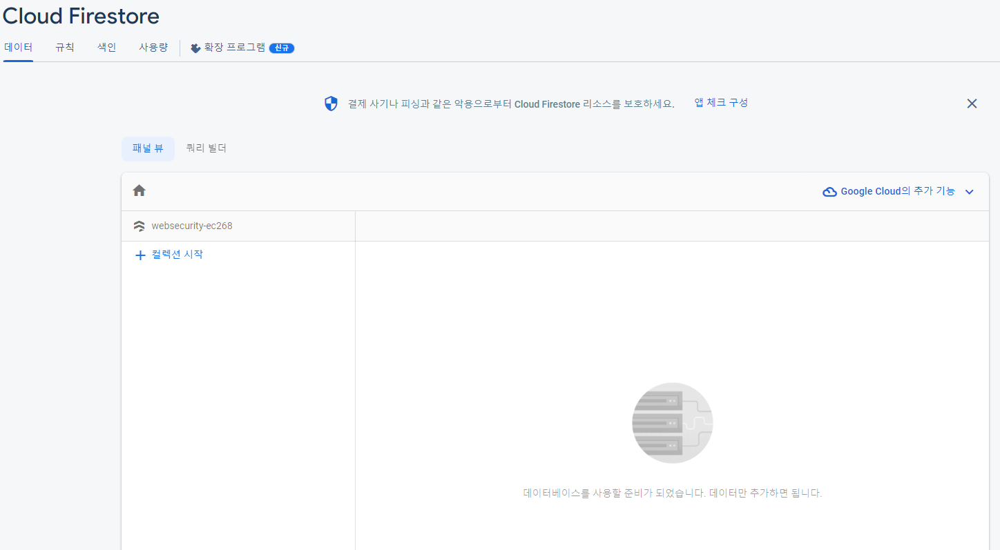 Cloud Firestore
데이터 규칙 색인 사용량 확장 프로그램 신규
결제 사기나 피싱과 같은 악용으로부터 Cloud Firestore 리소스를 보호하세요. 앱 체크 구성
패널 뷰 쿼리 빌더
Google Cloud의 추가 기능
websecurity-ec268
컬렉션 시작
데이터베이스를 사용할 준비가 되었습니다. 데이터만 추가하면 됩니다.